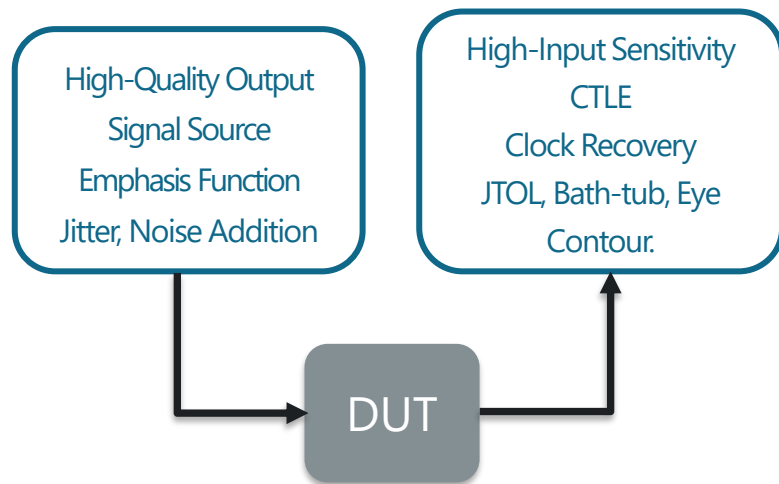 High-Quality Output
Signal Source
Emphasis Function
Jitter, Noise Addition
High-Input Sensitivity
CTLE
Clock Recovery
JTOL, Bath-tub, Eye
Contour.
DUT